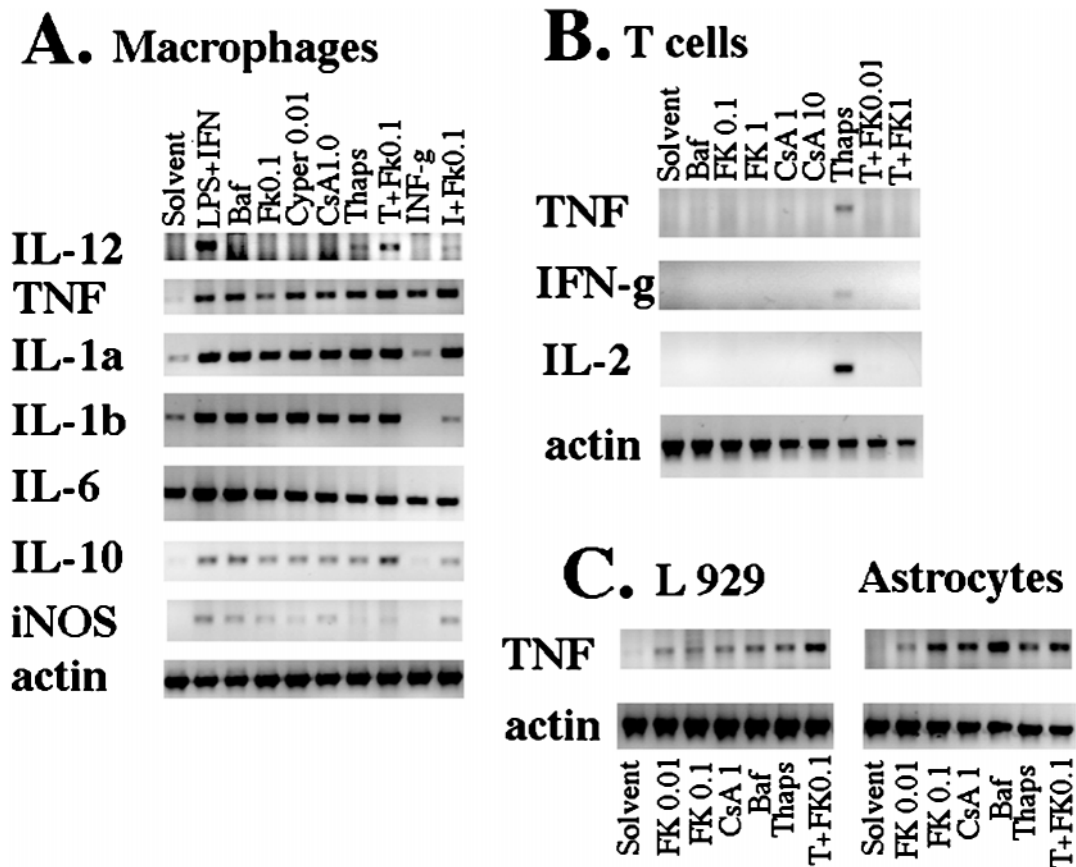 A. Macrophages
Solvent
LPS+IFN
Baf
Fk0.1
Cyper 0.01
CsA1.0
Thaps
T+Fk0.1
INF-g
I+Fk0.1
IL-12
TNF
IL-1a
IL-1b
IL-6
IL-10
iNOS
actin
B. T cells
Solvent
Baf
FK 0.1
FK 1
CsA 1
CsA 10
Thaps
T+FK0.01
T+FK1
TNF
IFN-g
IL-2
actin
C. L 929
Astrocytes
TNF
actin
Solvent
FK 0.01
FK 0.1
CsA 1
Baf
Thaps
T+FK0.1
Solvent
FK 0.01
FK 0.1
CsA 1
Baf
Thaps
T+FK0.1